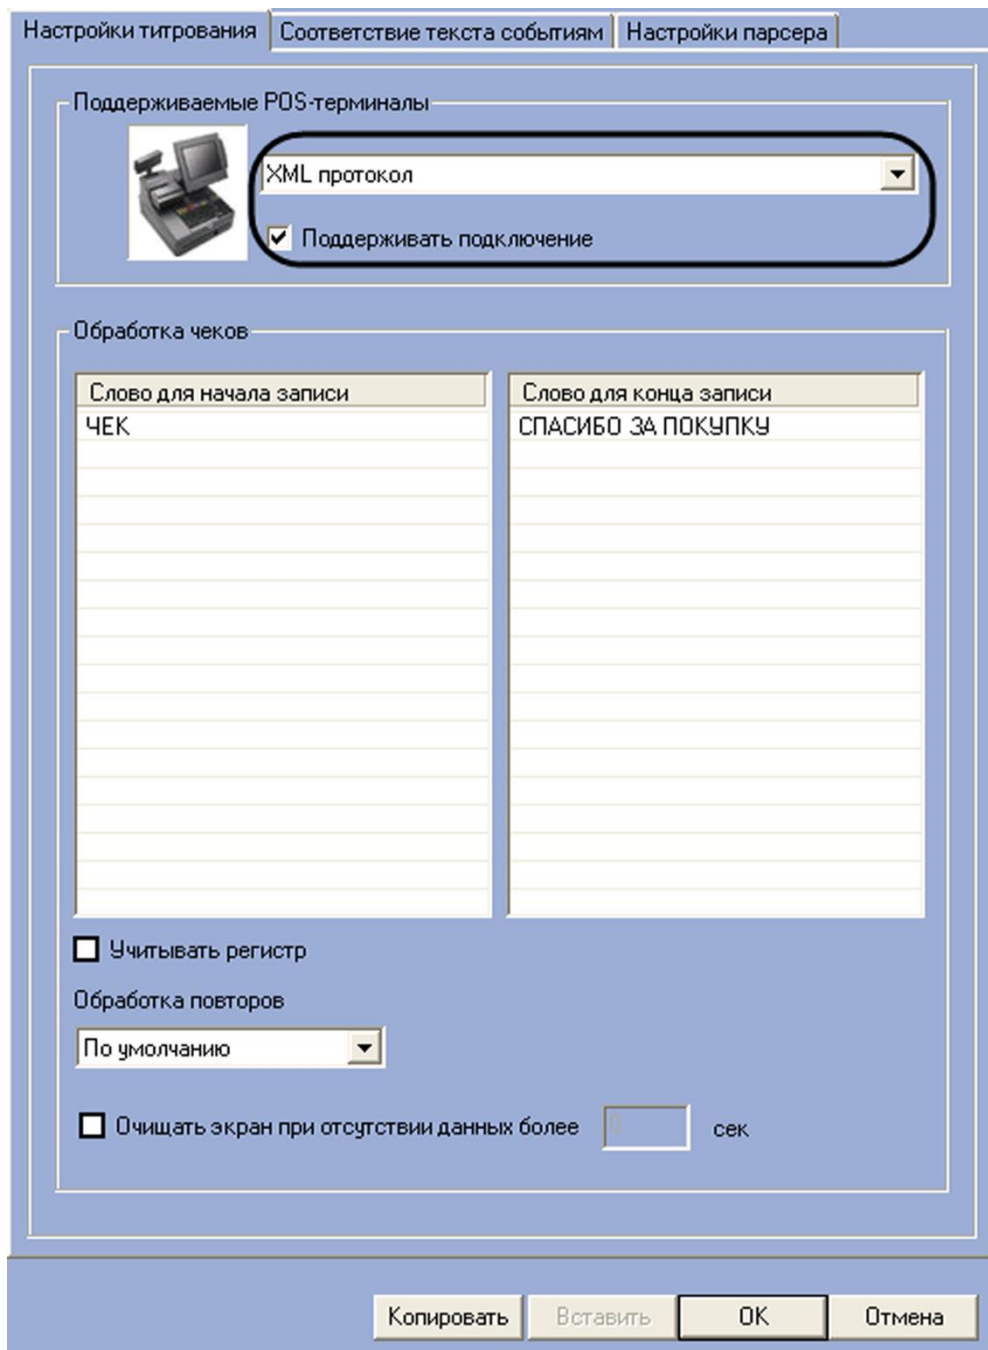 Настройки титрования Соответствие текста событиям Настройки парсера
Поддерживаемые POS-терминалы
XML протокол
Поддерживать подключение
Обработка чеков
Слово для начала записи Слово для конца записи
ЧЕК СПАСИБО ЗА ПОКУПКУ
Учитывать регистр
Обработка повторов
По умолчанию
Очищать экран при отсутствии данных более 0 сек
Копировать Вставить OK Отмена